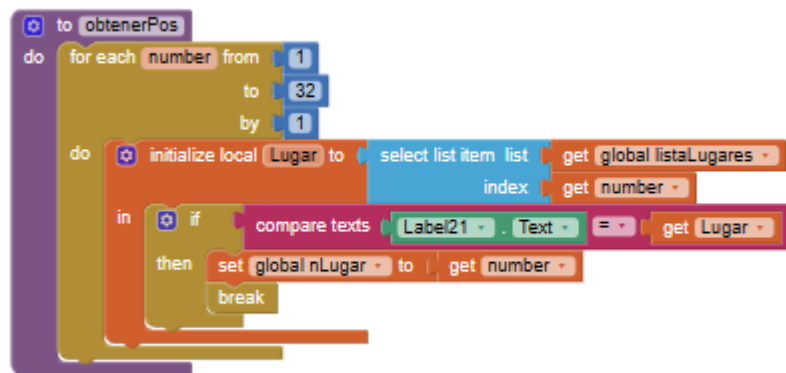 to obtenerPos
do for each number from 1
to 32
by 1
do initialize local Lugar to select list item list get global listaLugares
index get number
in if compare texts Label21 . Text = get Lugar
then set global nLugar to get number
break